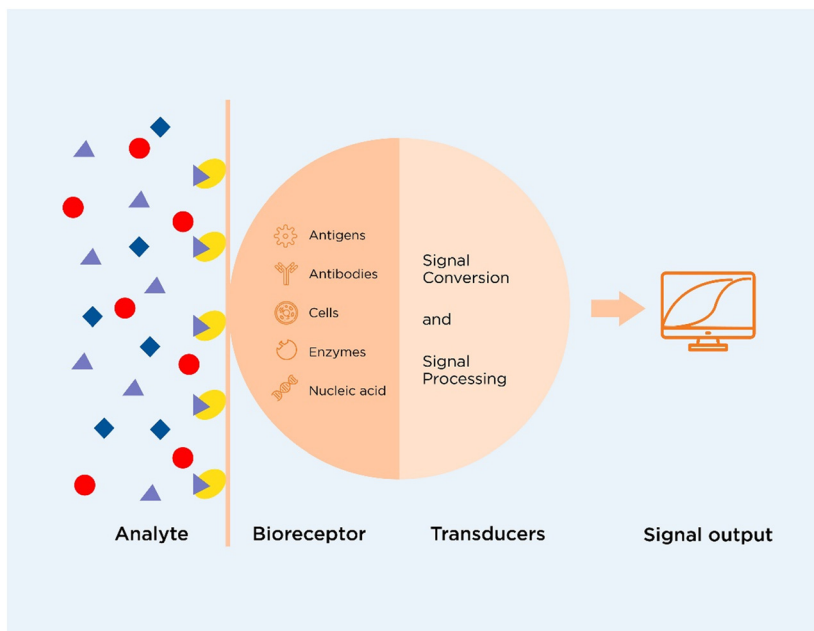 Antigens
Antibodies
Cells
Enzymes
Nucleic acid
Signal
Conversion
and
Signal
Processing
Analyte
Bioreceptor
Transducers
Signal output